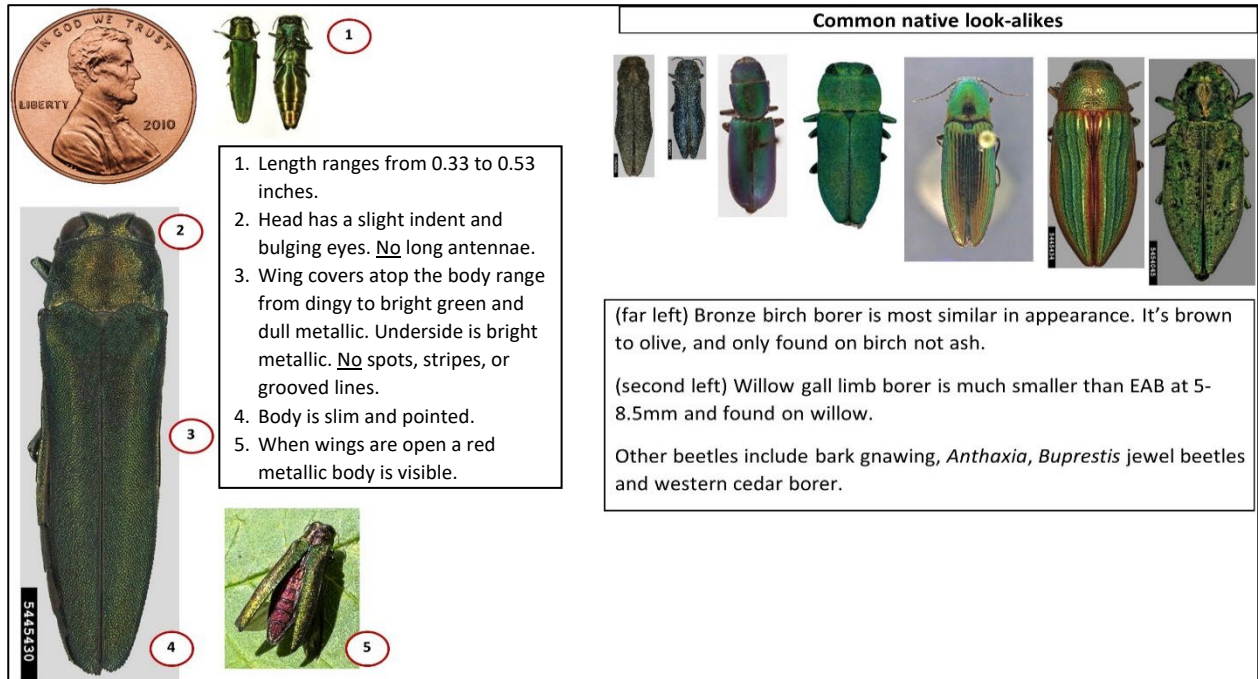 IN GOD WE TRUST
LIBERTY
2010
1
1. Length ranges from 0.33 to 0.53
inches.
2. Head has a slight indent and
bulging eyes. No long antennae.
3. Wing covers atop the body range
from dingy to bright green and
dull metallic. Underside is bright
metallic. No spots, stripes, or
grooved lines.
4. Body is slim and pointed.
5. When wings are open a red
metallic body is visible.
2
3
4
5445430
5
Common native look-alikes
5445434
5454045
(far left) Bronze birch borer is most similar in appearance. It’s brown
to olive, and only found on birch not ash.
(second left) Willow gall limb borer is much smaller than EAB at 5-
8.5mm and found on willow.
Other beetles include bark gnawing, Anthaxia, Buprestis jewel beetles
and western cedar borer.